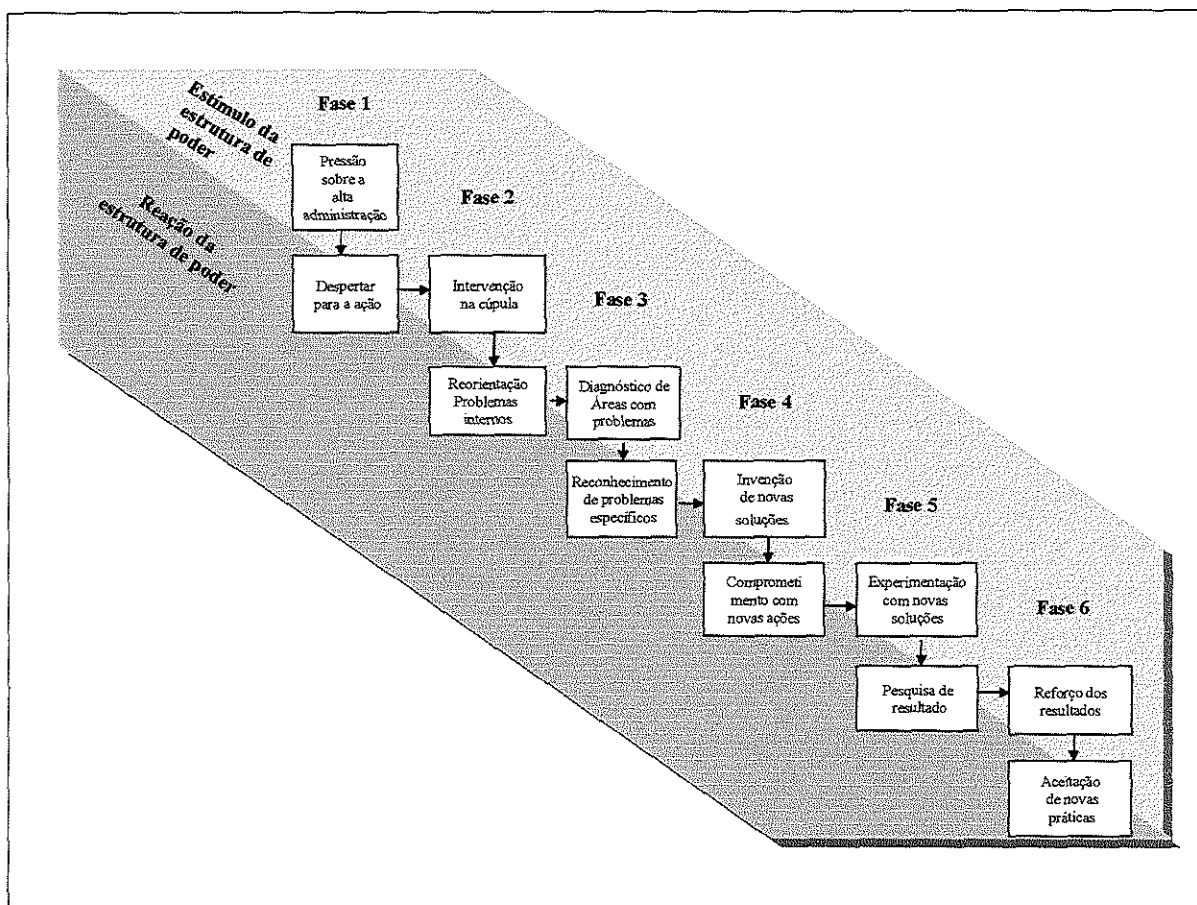 Estímulo da
estrutura de
poder
Reação da
estrutura de poder
Fase 1
Pressão
sobre a
alta
administração
Despertar
para a ação
Fase 2
Intervenção
na cúpula
Reorientação
Problemas
internos
Fase 3
Diagnóstico de
Áreas com
problemas
Reconhecimento
de problemas
específicos
Fase 4
Invenção
de novas
soluções
Comprometi
mento com
novas ações
Fase 5
Experimentação
com novas
soluções
Pesquisa de
resultado
Fase 6
Reforço dos
resultados
Aceitação
de novas
práticas